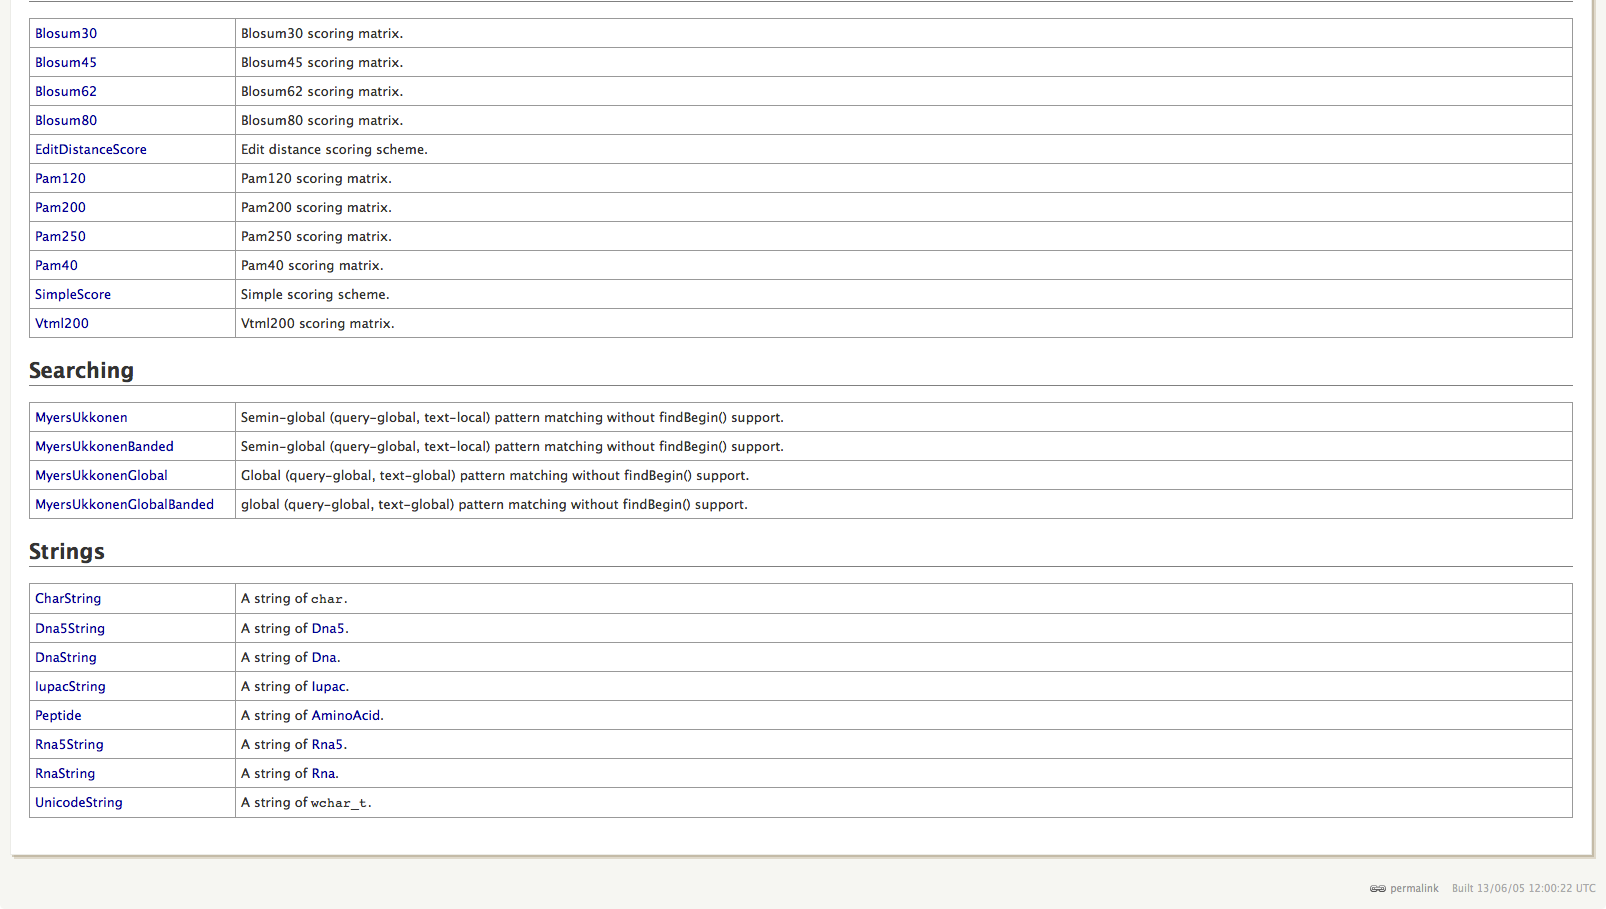 Blosum30 Blosum30 scoring matrix.
Blosum45 Blosum45 scoring matrix.
Blosum62 Blosum62 scoring matrix.
Blosum80 Blosum80 scoring matrix.
EditDistanceScore Edit distance scoring scheme.
Pam120 Pam120 scoring matrix.
Pam200 Pam200 scoring matrix.
Pam250 Pam250 scoring matrix.
Pam40 Pam40 scoring matrix.
SimpleScore Simple scoring scheme.
Vtml200 Vtml200 scoring matrix.
Searching
MyersUkkonen Semin-global (query-global, text-local) pattern matching without findBegin() support.
MyersUkkonenBanded Semin-global (query-global, text-local) pattern matching without findBegin() support.
MyersUkkonenGlobal Global (query-global, text-global) pattern matching without findBegin() support.
MyersUkkonenGlobalBanded global (query-global, text-global) pattern matching without findBegin() support.
Strings
CharString A string of char.
Dna5String A string of Dna5.
DnaString A string of Dna.
IupacString A string of Iupac.
Peptide A string of AminoAcid.
Rna5String A string of Rna5.
RnaString A string of Rna.
UnicodeString A string of wchar_t.
permalink Built 13/06/05 12:00:22 UTC